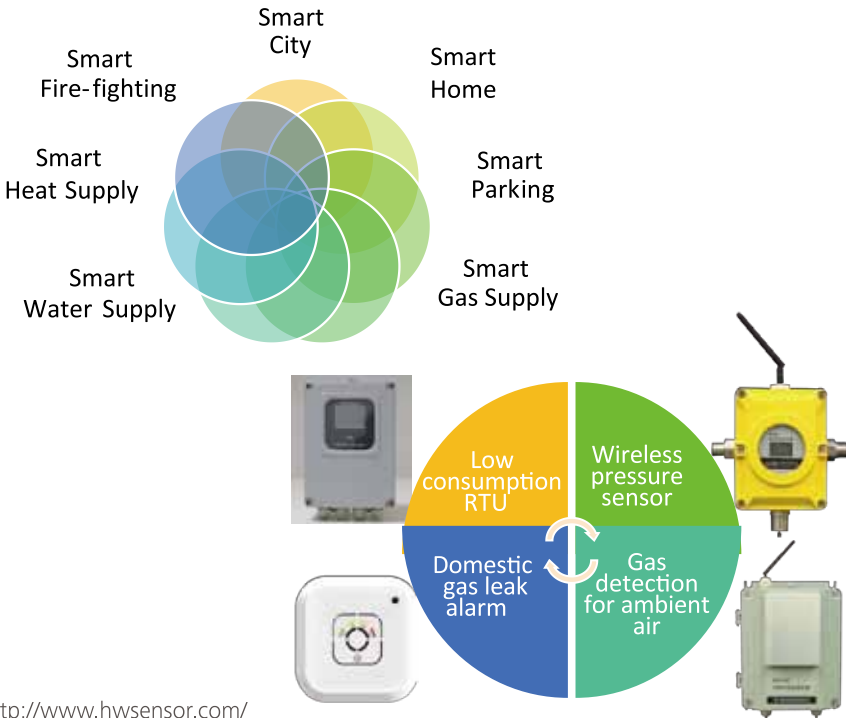 Smart
City
Smart
Fire-fighting
Smart
Home
Smart
Heat Supply
Smart
Parking
Smart
Water Supply
Smart
Gas Supply
Low
consumption
RTU
Wireless
pressure
sensor
Domestic
gas leak
alarm
Gas
detection
for ambient
air
tp://www.hwsensor.com/